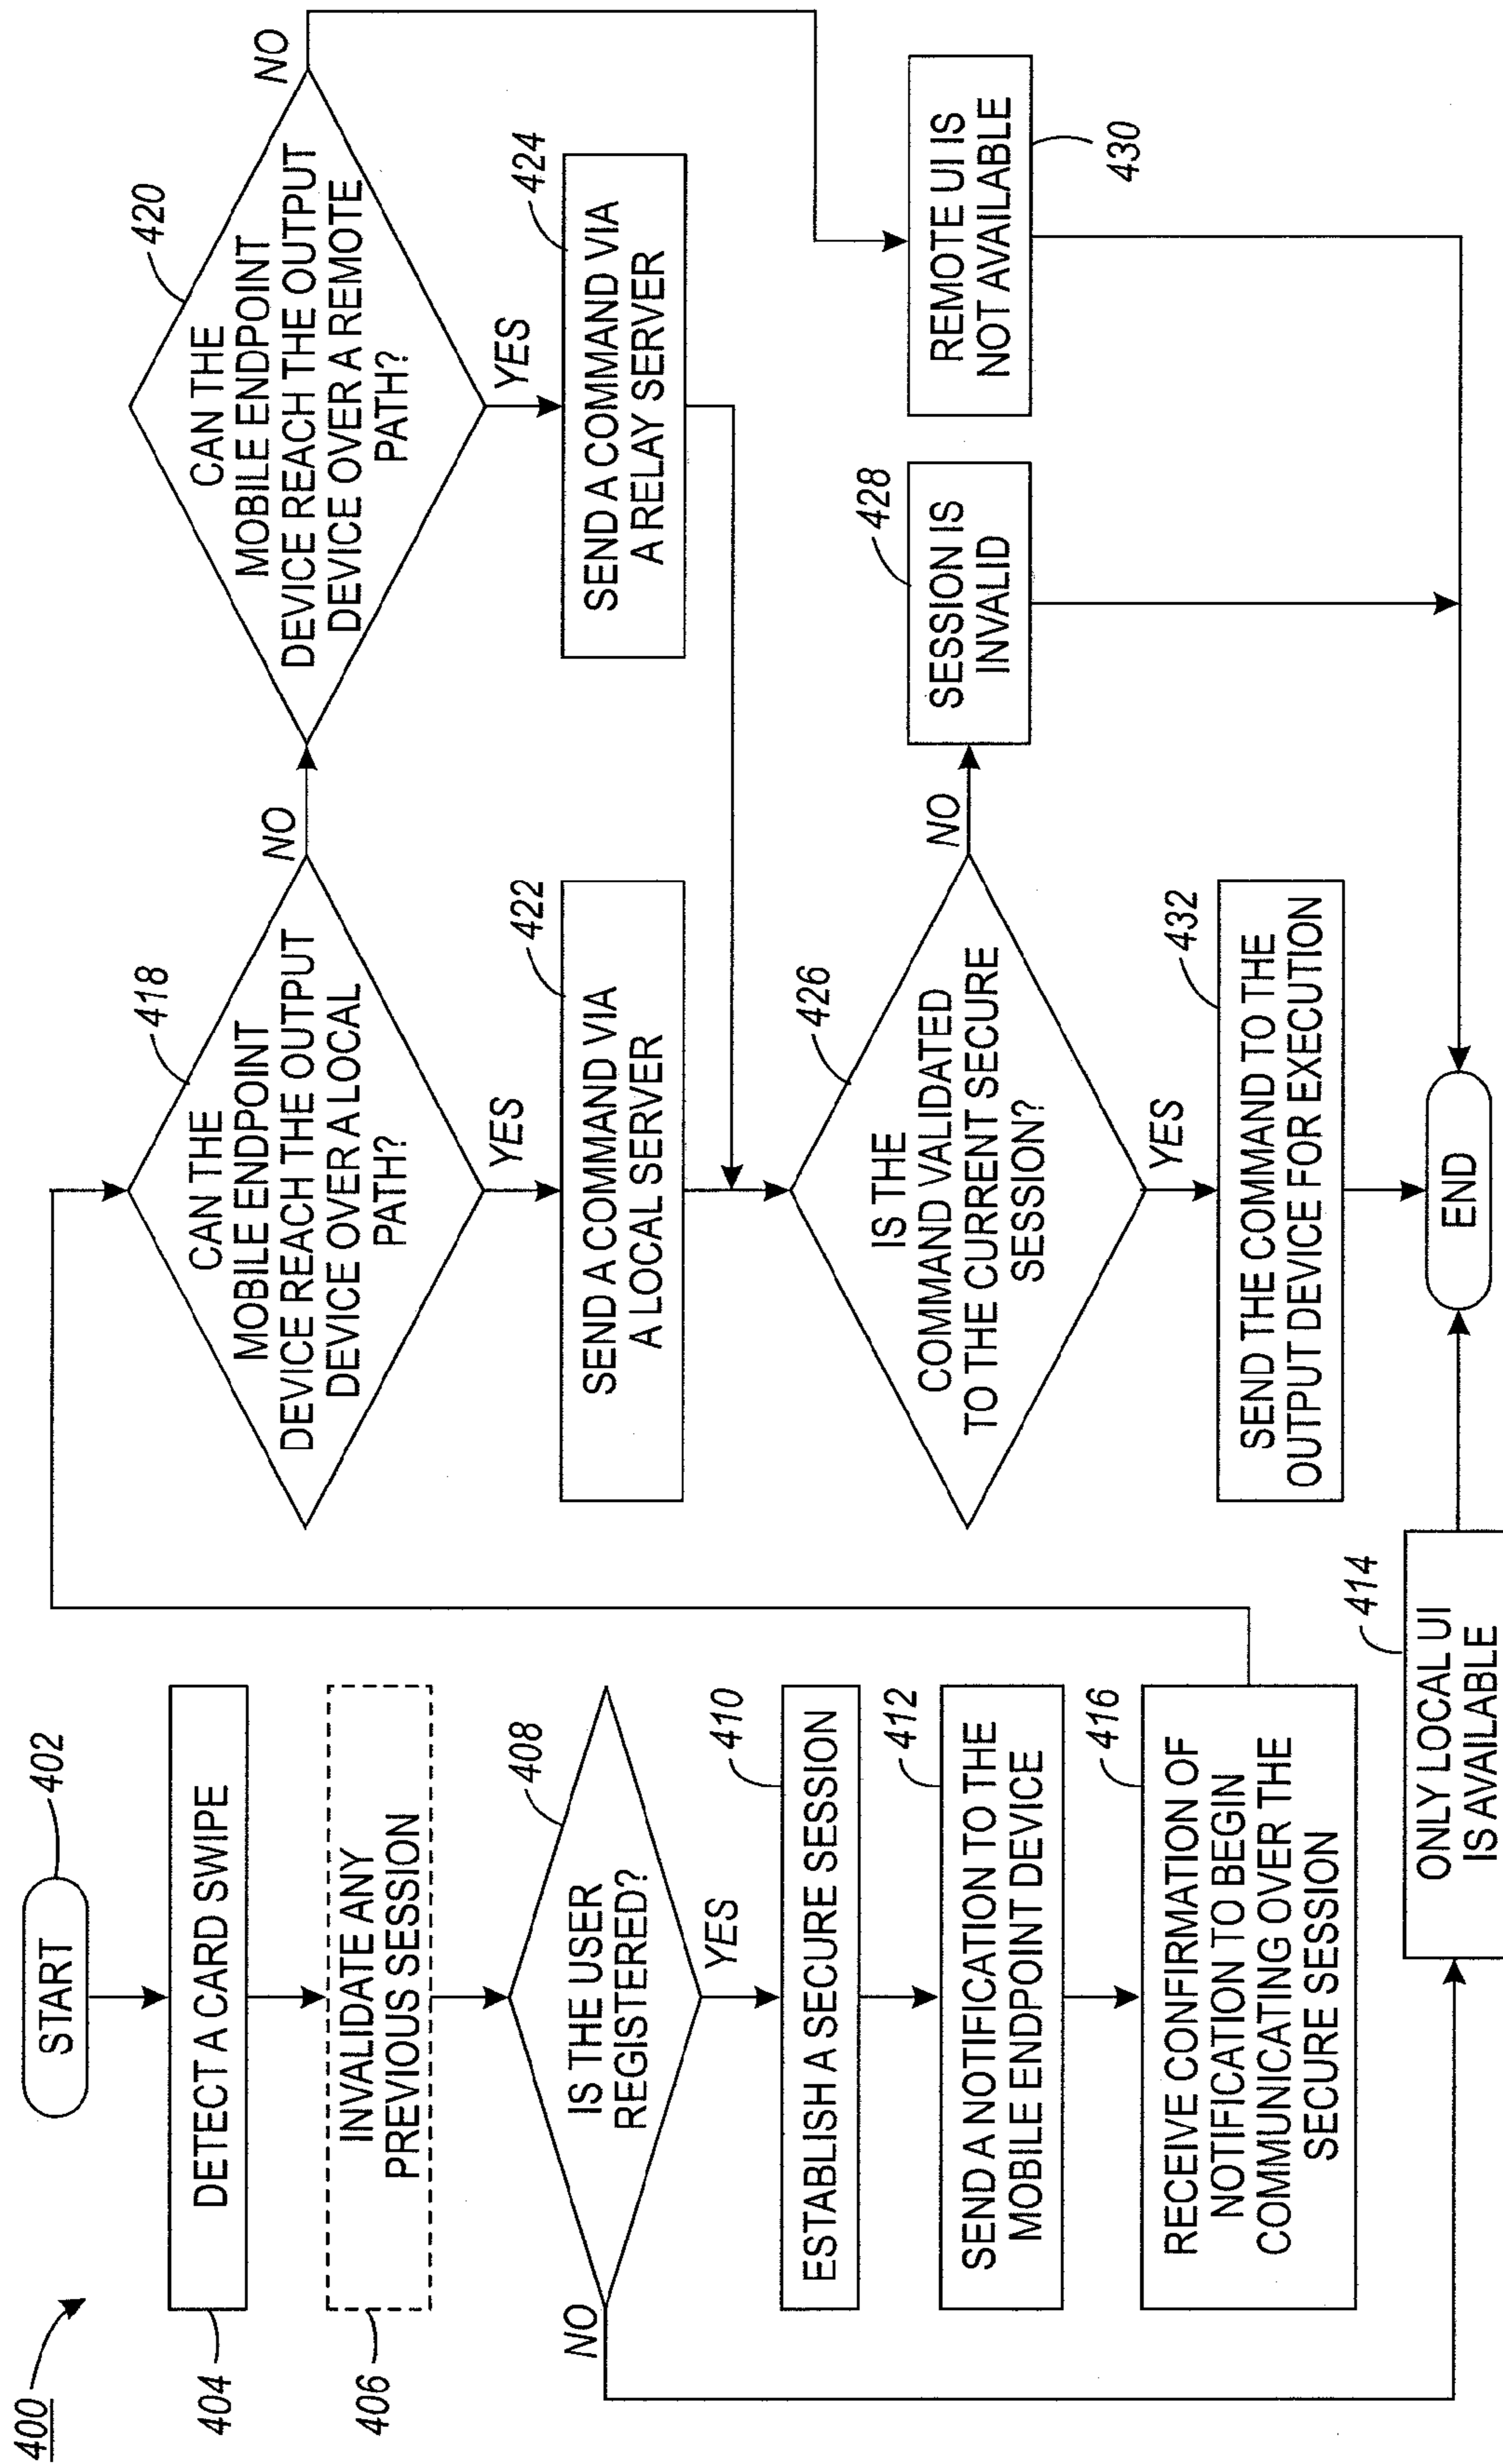 400
START
402
DETECT A CARD SWIPE
404
INVALIDATE ANY
PREVIOUS SESSION
406
IS THE USER
REGISTERED?
408
NO
YES
ESTABLISH A SECURE SESSION
410
SEND A NOTIFICATION TO THE
MOBILE ENDPOINT DEVICE
412
RECEIVE CONFIRMATION OF
NOTIFICATION TO BEGIN
COMMUNICATING OVER THE
SECURE SESSION
416
ONLY LOCAL UI
IS AVAILABLE
414
CAN THE
MOBILE ENDPOINT
DEVICE REACH THE OUTPUT
DEVICE OVER A LOCAL
PATH?
418
NO
YES
SEND A COMMAND VIA
A LOCAL SERVER
422
CAN THE
MOBILE ENDPOINT
DEVICE REACH THE OUTPUT
DEVICE OVER A REMOTE
PATH?
420
NO
YES
SEND A COMMAND VIA
A RELAY SERVER
424
IS THE
COMMAND VALIDATED
TO THE CURRENT SECURE
SESSION?
426
NO
YES
SESSION IS
INVALID
428
REMOTE UI IS
NOT AVAILABLE
430
SEND THE COMMAND TO THE
OUTPUT DEVICE FOR EXECUTION
432
END